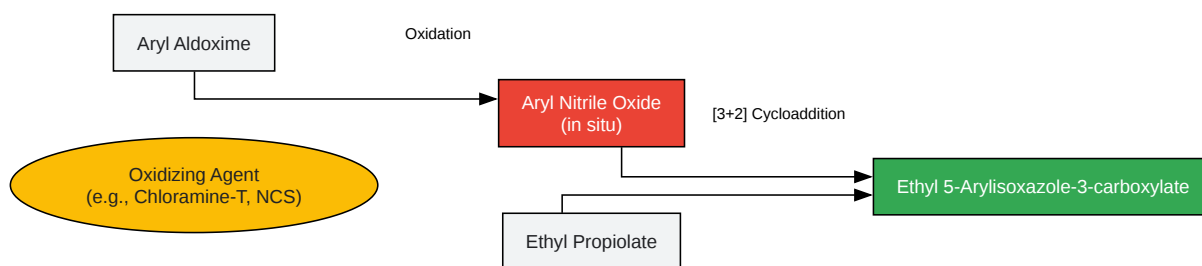 Aryl Aldoxime
Oxidation
Aryl Nitrile Oxide
(in situ)
[3+2] Cycloaddition
Oxidizing Agent
(e.g., Chloramine-T, NCS)
Ethyl 5-Arylisoxazole-3-carboxylate
Ethyl Propiolate